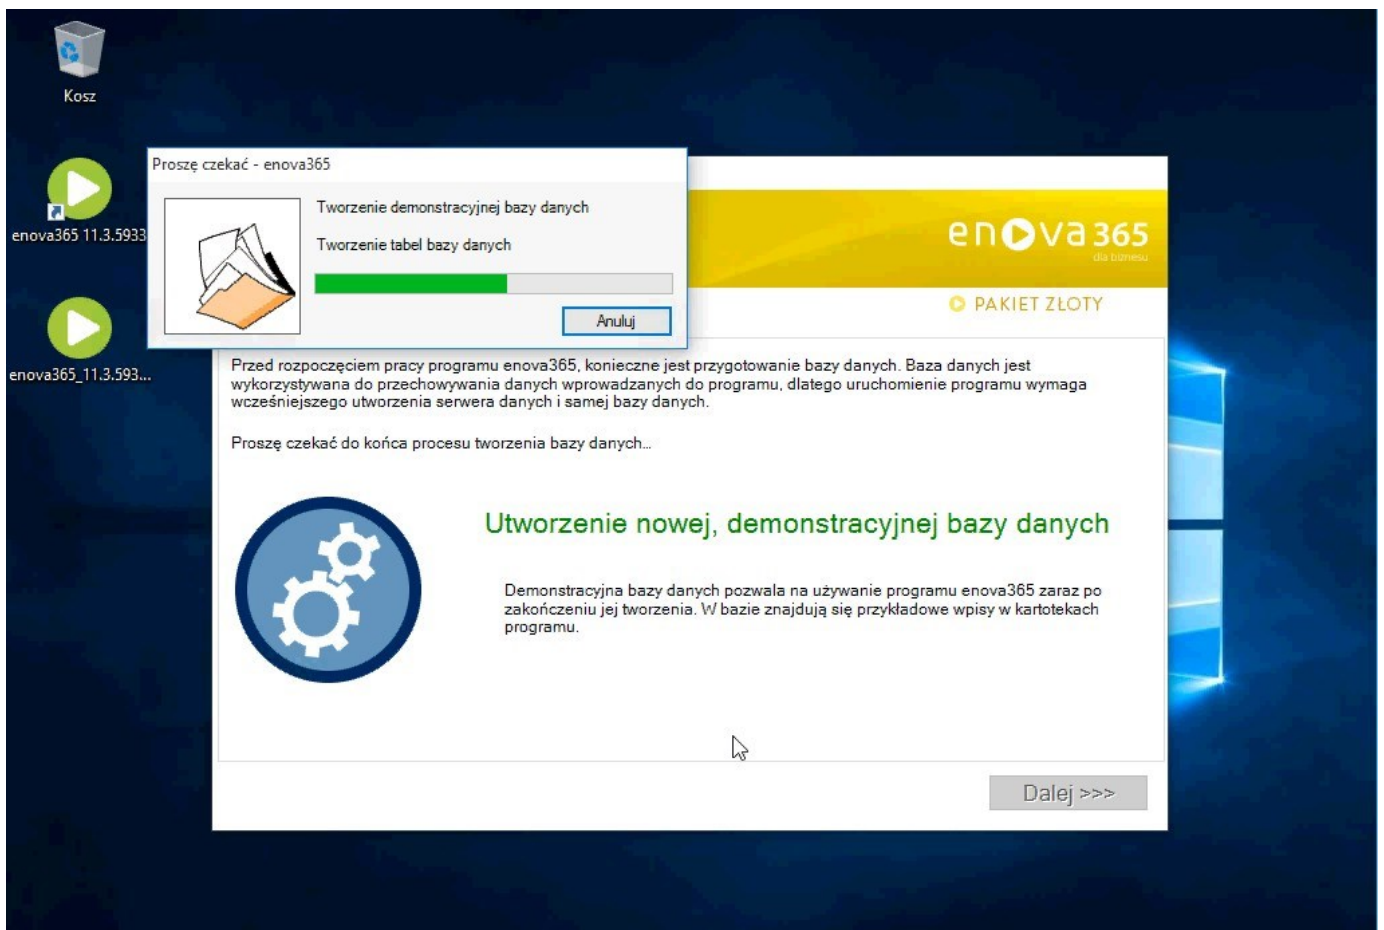 Kosz
enova365 11.3.5933
enova365_11.3.593...
Proszę czekać - enova365
Tworzenie demonstracyjnej bazy danych
Tworzenie tabel bazy danych
Anuluj
enova365
dla biznesu
PAKIET ZŁOTY
Przed rozpoczęciem pracy programu enova365, konieczne jest przygotowanie bazy danych. Baza danych jest
wykorzystywana do przechowywania danych wprowadzanych do programu, dlatego uruchomienie programu wymaga
wcześniejszego utworzenia serwera danych i samej bazy danych.
Proszę czekać do końca procesu tworzenia bazy danych...
Utworzenie nowej, demonstracyjnej bazy danych
Demonstracyjna bazy danych pozwala na używanie programu enova365 zaraz po
zakończeniu jej tworzenia. W bazie znajdują się przykładowe wpisy w kartotekach
programu.
Dalej >>>